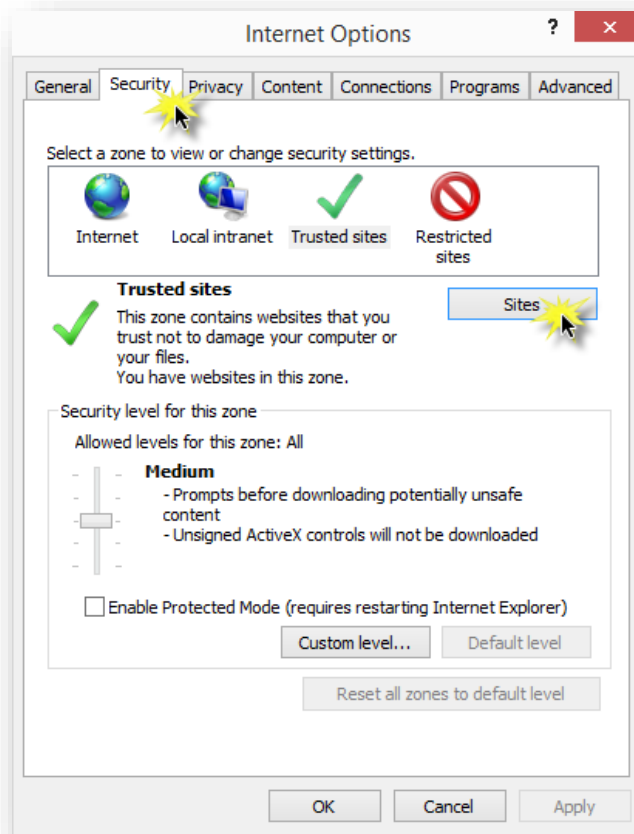 Internet Options
?
General Security Privacy Content Connections Programs Advanced
Select a zone to view or change security settings.
Internet Local intranet Trusted sites Restricted
sites
Trusted sites
Sites
This zone contains websites that you
trust not to damage your computer or
your files.
You have websites in this zone.
Security level for this zone
Allowed levels for this zone: All
Medium
- Prompts before downloading potentially unsafe
content
- Unsigned ActiveX controls will not be downloaded
Enable Protected Mode (requires restarting Internet Explorer)
Custom level... Default level
Reset all zones to default level
OK Cancel Apply